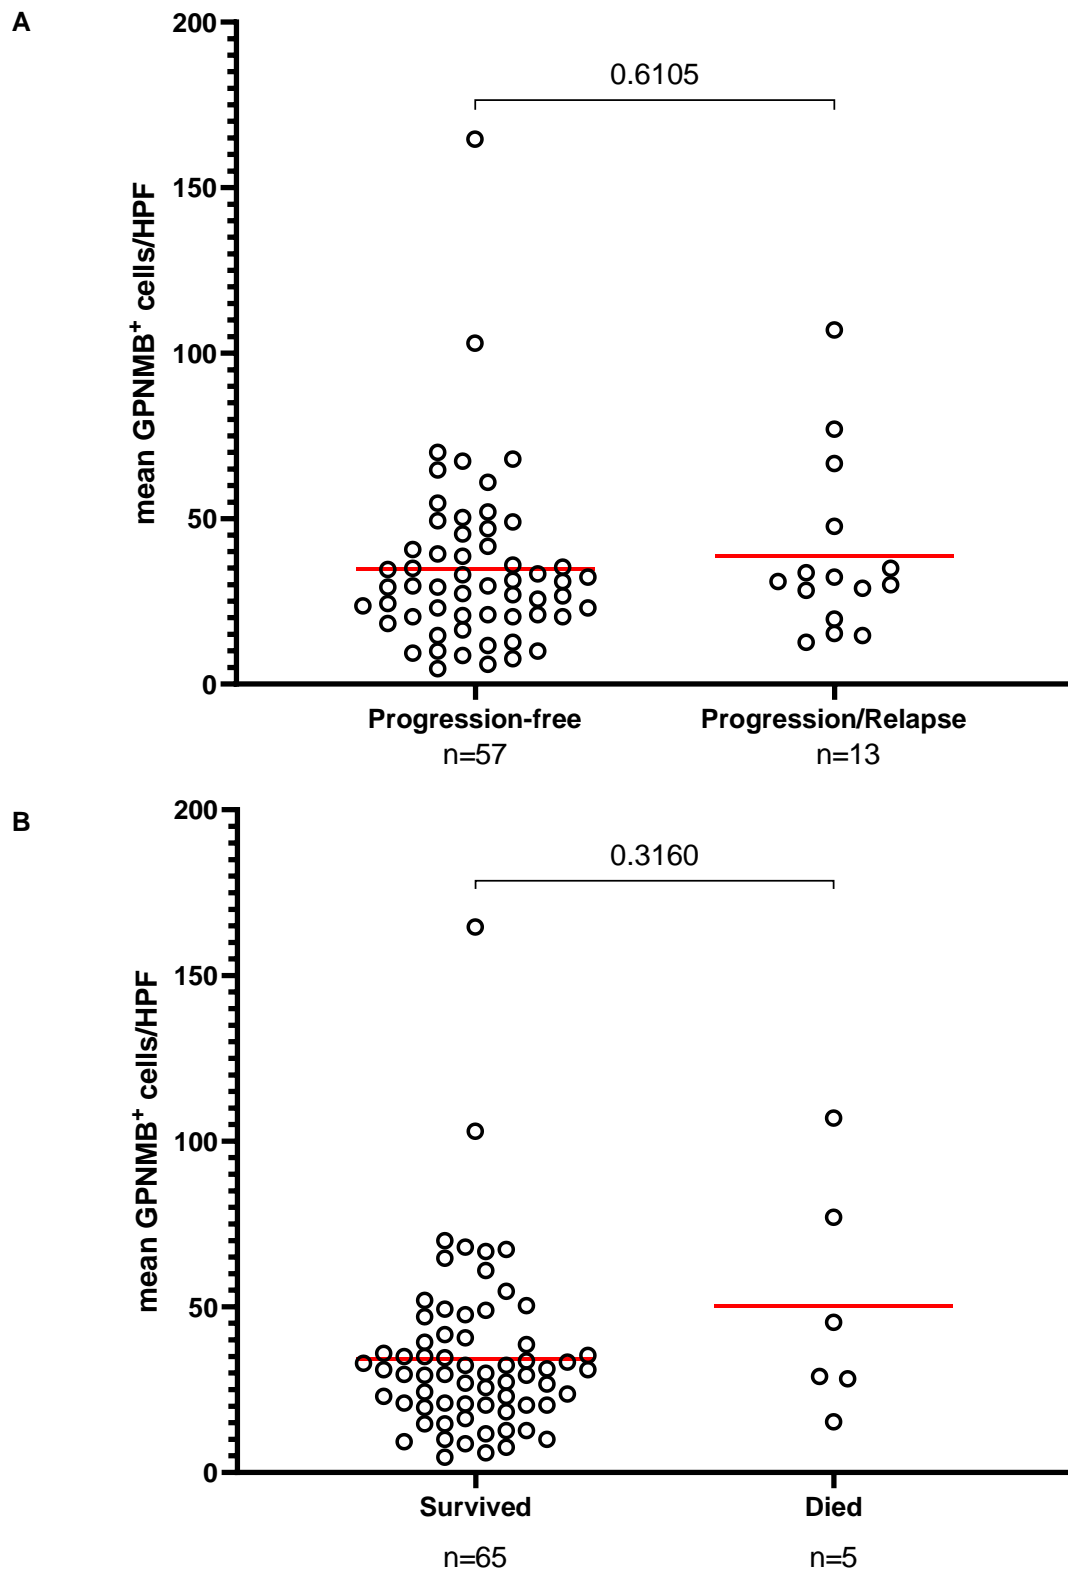 A
200
150
100
50
0
mean GPNMB⁺ cells/HPF
0.6105
Progression-free
Progression/Relapse
n=57
n=13
B
200
150
100
50
0
mean GPNMB⁺ cells/HPF
0.3160
Survived
Died
n=65
n=5